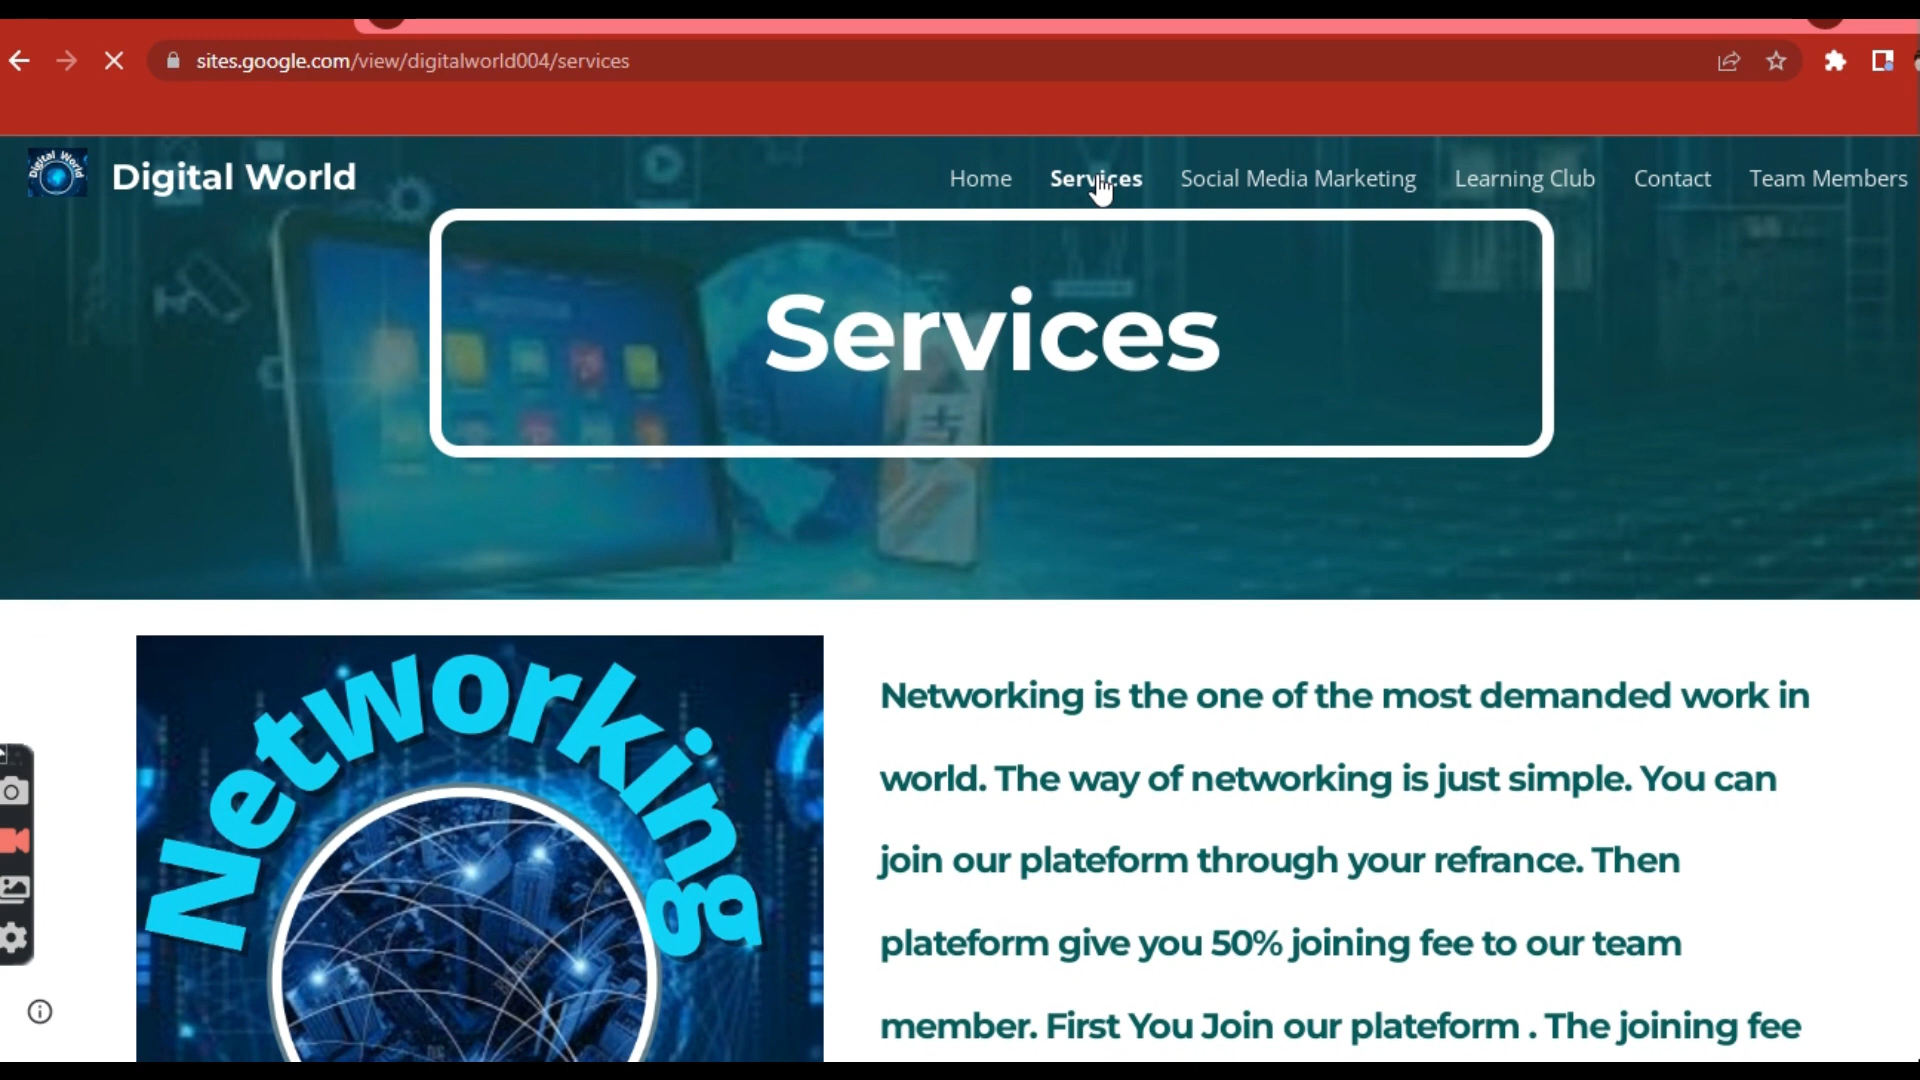 sites.google.com/view/digitalworld004/services
Digital World
Digital World
Home
Services
Social Media Marketing
Learning Club
Contact
Team Members
Services
Networking
Networking is the one of the most demanded work in
world. The way of networking is just simple. You can
join our plateform through your refrance. Then
plateform give you 50% joining fee to our team
member. First You Join our plateform . The joining fee